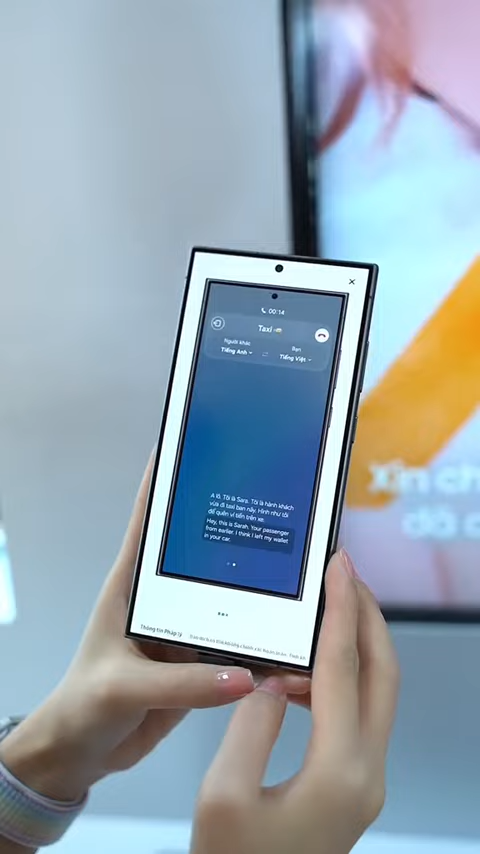 00:14
Taxi
Người khác
Bạn
Tiếng Anh
Tiếng Việt
A lô. Tôi là Sara. Tôi là hành khách
vừa đi taxi ban nãy. Hình như tôi
để quên ví tiền trên xe.
Hey, this is Sarah. Your passenger
from earlier. I think I left my wallet
in your car.
Thông tin Pháp lý
Xin ch